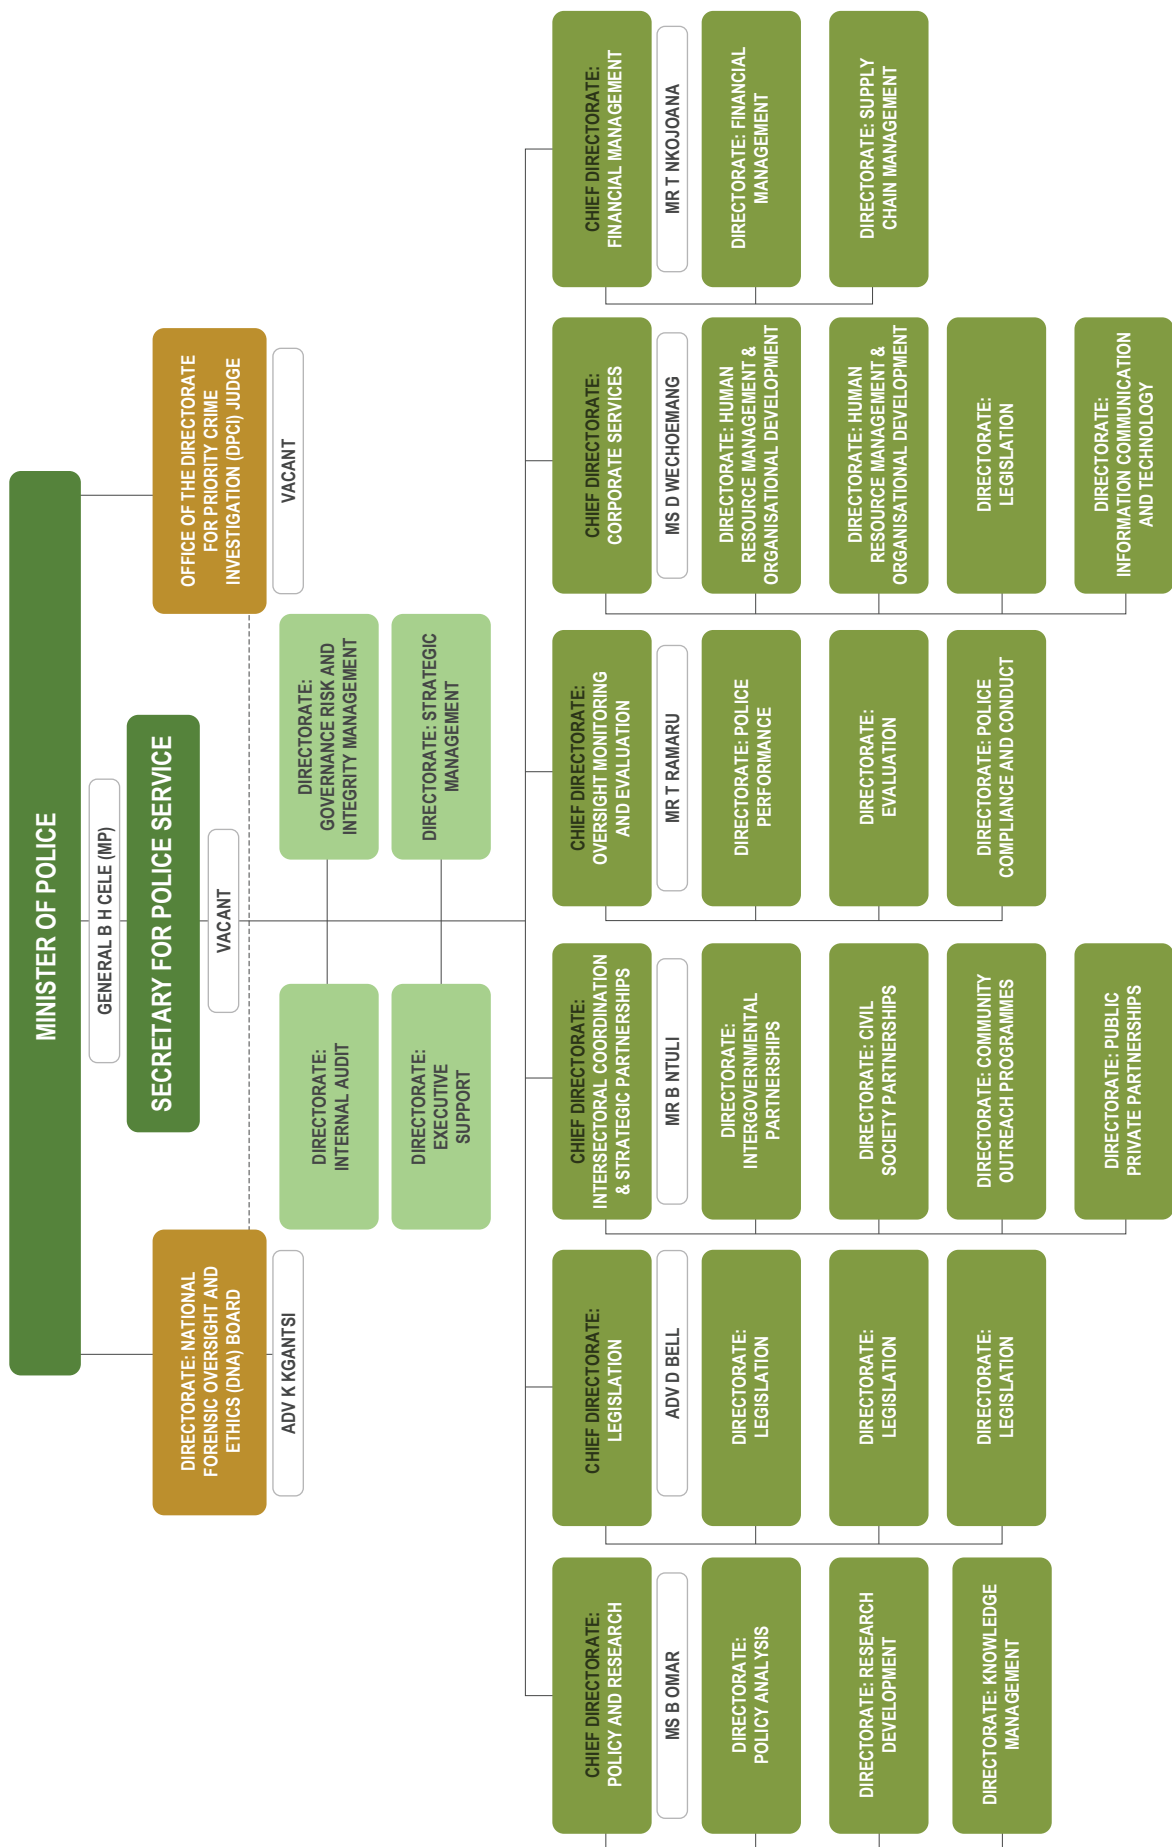 MINISTER OF POLICE
GENERAL B H CELE (MP)
SECRETARY FOR POLICE SERVICE
VACANT
DIRECTORATE: NATIONAL
FORENSIC OVERSIGHT AND
ETHICS (DNA) BOARD
ADV K KGANTSI
OFFICE OF THE DIRECTORATE
FOR PRIORITY CRIME
INVESTIGATION (DPCI) JUDGE
VACANT
DIRECTORATE:
INTERNAL AUDIT
DIRECTORATE:
GOVERNANCE RISK AND
INTEGRITY MANAGEMENT
DIRECTORATE:
EXECUTIVE
SUPPORT
DIRECTORATE: STRATEGIC
MANAGEMENT
CHIEF DIRECTORATE:
POLICY AND RESEARCH
MS B OMAR
DIRECTORATE:
POLICY ANALYSIS
DIRECTORATE: RESEARCH
DEVELOPMENT
DIRECTORATE: KNOWLEDGE
MANAGEMENT
CHIEF DIRECTORATE:
LEGISLATION
ADV D BELL
DIRECTORATE:
LEGISLATION
DIRECTORATE:
LEGISLATION
DIRECTORATE:
LEGISLATION
CHIEF DIRECTORATE:
INTERSECTORAL COORDINATION
& STRATEGIC PARTNERSHIPS
MR B NTULI
DIRECTORATE:
INTERGOVERNMENTAL
PARTNERSHIPS
DIRECTORATE: CIVIL
SOCIETY PARTNERSHIPS
DIRECTORATE: COMMUNITY
OUTREACH PROGRAMMES
DIRECTORATE: PUBLIC
PRIVATE PARTNERSHIPS
CHIEF DIRECTORATE:
OVERSIGHT MONITORING
AND EVALUATION
MR T RAMARU
DIRECTORATE: POLICE
PERFORMANCE
DIRECTORATE:
EVALUATION
DIRECTORATE: POLICE
COMPLIANCE AND CONDUCT
CHIEF DIRECTORATE:
CORPORATE SERVICES
MS D WECHOEMANG
DIRECTORATE: HUMAN
RESOURCE MANAGEMENT &
ORGANISATIONAL DEVELOPMENT
DIRECTORATE: HUMAN
RESOURCE MANAGEMENT &
ORGANISATIONAL DEVELOPMENT
DIRECTORATE:
LEGISLATION
DIRECTORATE:
INFORMATION COMMUNICATION
AND TECHNOLOGY
CHIEF DIRECTORATE:
FINANCIAL MANAGEMENT
MR T NKOJOANA
DIRECTORATE: FINANCIAL
MANAGEMENT
DIRECTORATE: SUPPLY
CHAIN MANAGEMENT